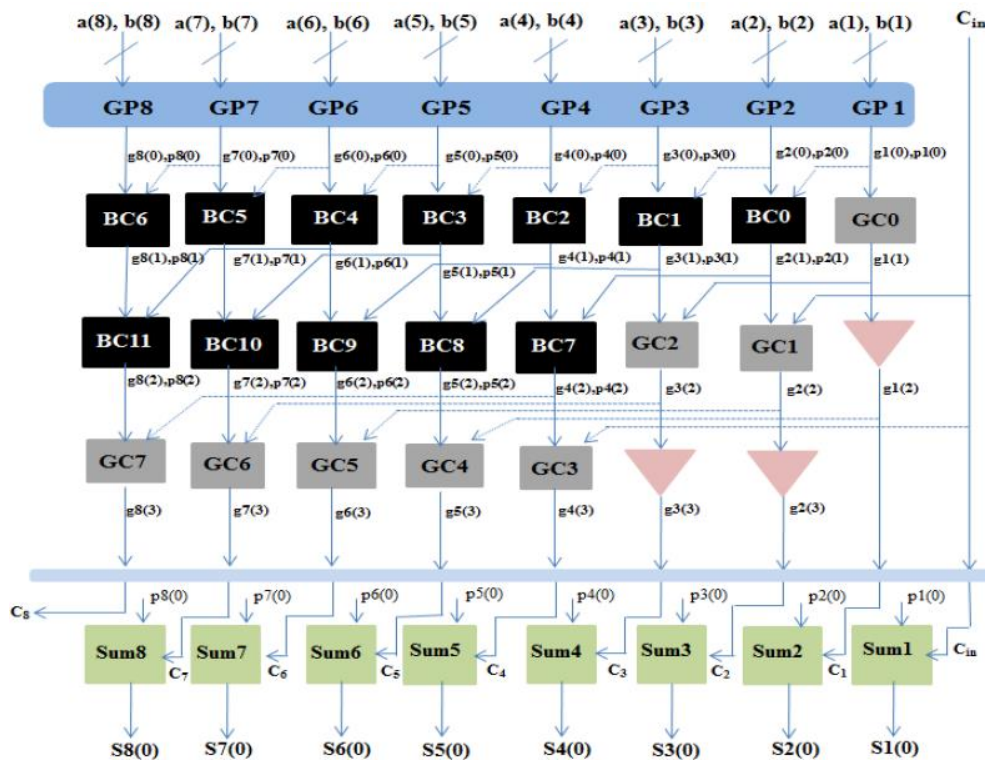 a(8), b(8) a(7), b(7) a(6), b(6) a(5), b(5) a(4), b(4) a(3), b(3) a(2), b(2) a(1), b(1) Cin
GP8 GP7 GP6 GP5 GP4 GP3 GP2 GP 1
g8(0),p8(0) g7(0),p7(0) g6(0),p6(0) g5(0),p5(0) g4(0),p4(0) g3(0),p3(0) g2(0),p2(0) g1(0),p1(0)
BC6 BC5 BC4 BC3 BC2 BC1 BC0 GC0
g8(1),p8(1) g7(1),p7(1) g6(1),p6(1) g5(1),p5(1) g4(1),p4(1) g3(1),p3(1) g2(1),p2(1) g1(1)
BC11 BC10 BC9 BC8 BC7 GC2 GC1
g8(2),p8(2) g7(2),p7(2) g6(2),p6(2) g5(2),p5(2) g4(2),p4(2) g3(2) g2(2) g1(2)
GC7 GC6 GC5 GC4 GC3
g8(3) g7(3) g6(3) g5(3) g4(3) g3(3) g2(3)
C8 p8(0) p7(0) p6(0) p5(0) p4(0) p3(0) p2(0) p1(0)
Sum8 Sum7 Sum6 Sum5 Sum4 Sum3 Sum2 Sum1
C7 C6 C5 C4 C3 C2 C1 Cin
S8(0) S7(0) S6(0) S5(0) S4(0) S3(0) S2(0) S1(0)